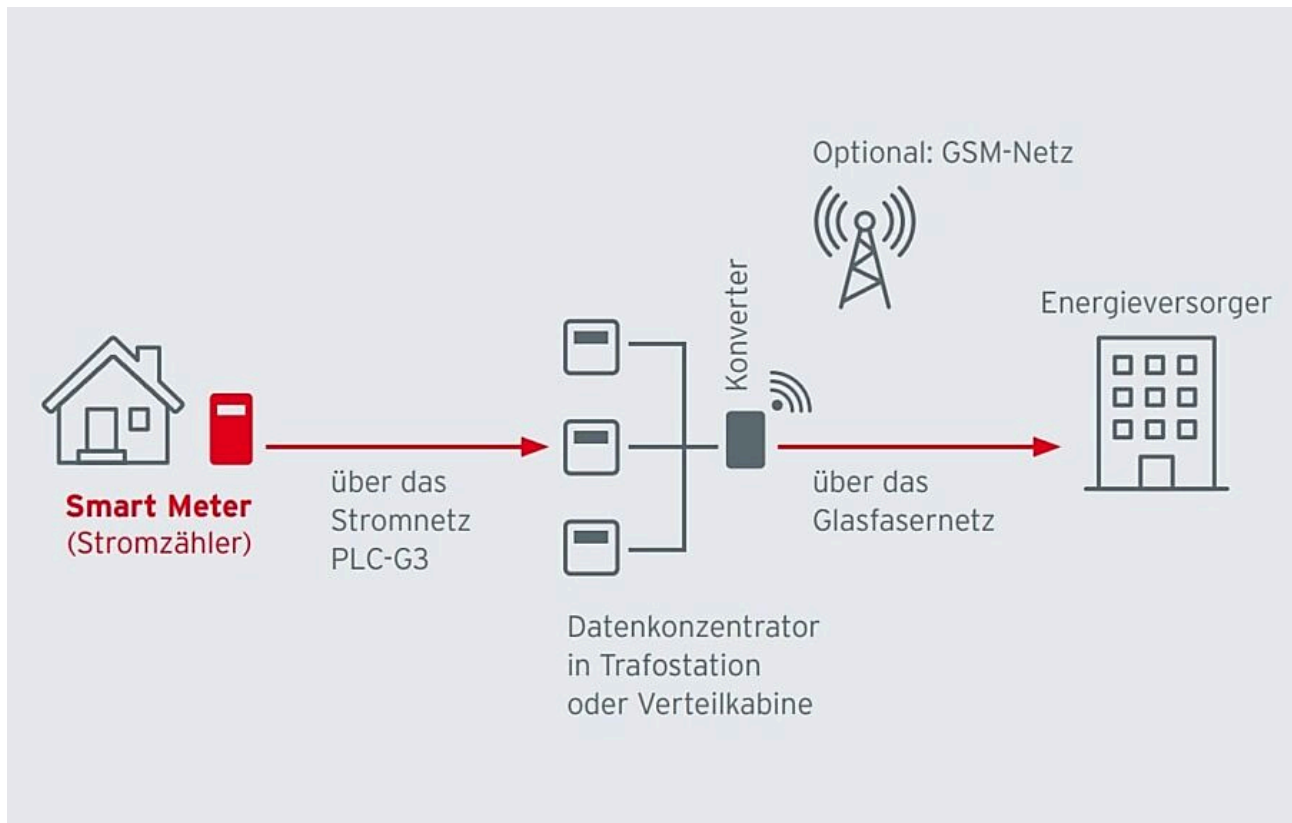 Optional: GSM-Netz
Konverter
Energieversorger
Smart Meter
(Stromzähler)
über das
Stromnetz
PLC-G3
über das
Glasfasernetz
Datenkonzentrator
in Trafostation
oder Verteilkabine